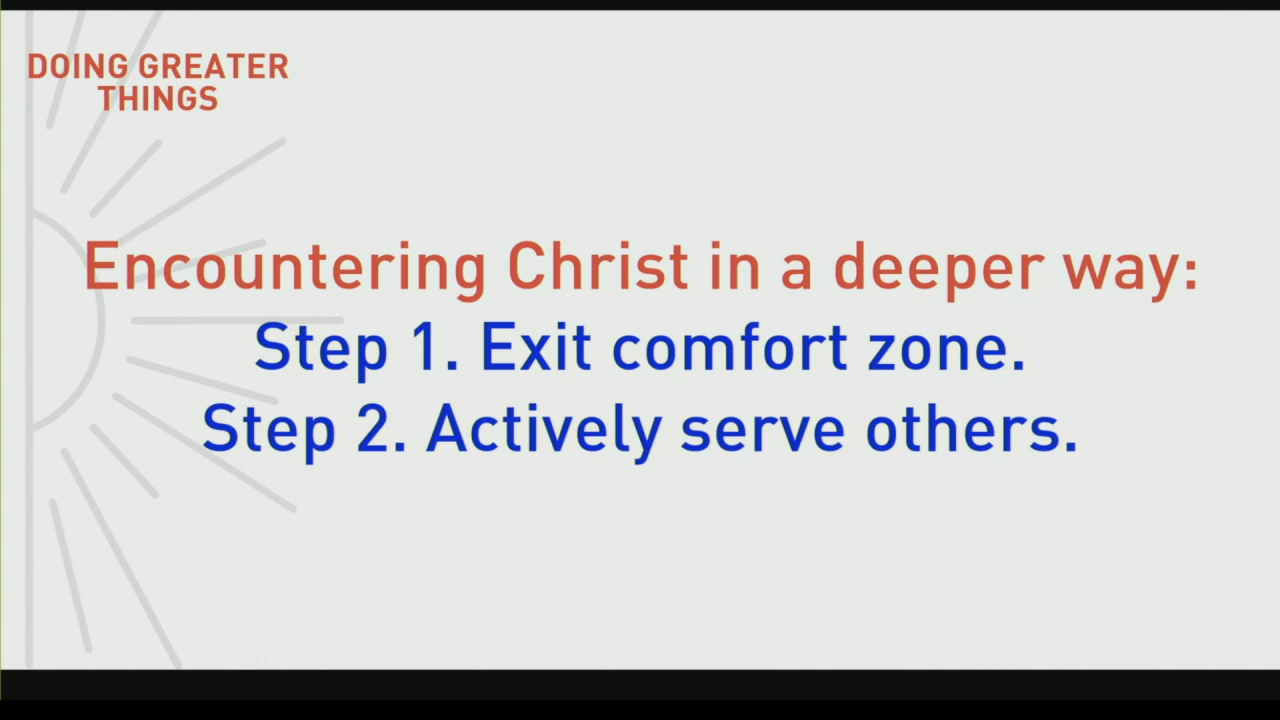 DOING GREATER
THINGS
Encountering Christ in a deeper way:
Step 1. Exit comfort zone.
Step 2. Actively serve others.